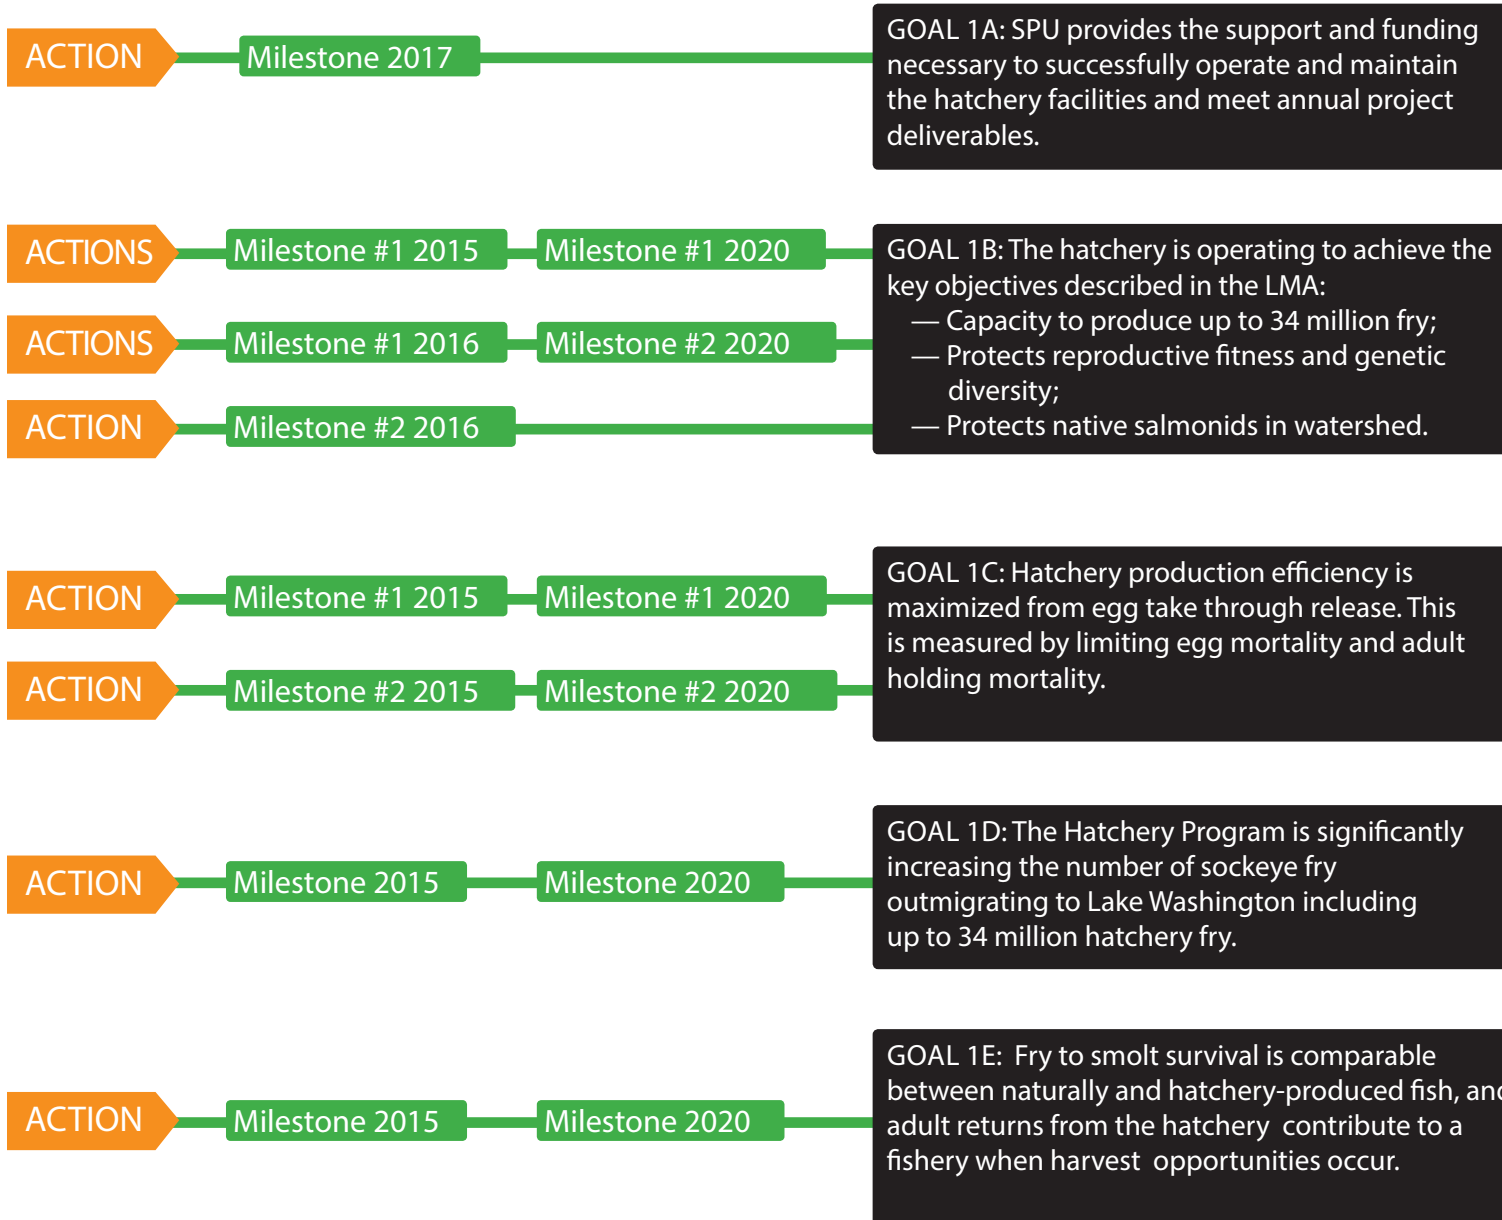 ACTION
Milestone 2017
GOAL 1A: SPU provides the support and funding
necessary to successfully operate and maintain
the hatchery facilities and meet annual project
deliverables.
ACTIONS
Milestone #1 2015
Milestone #1 2020
ACTIONS
Milestone #1 2016
Milestone #2 2020
ACTION
Milestone #2 2016
GOAL 1B: The hatchery is operating to achieve the
key objectives described in the LMA:
— Capacity to produce up to 34 million fry;
— Protects reproductive fitness and genetic
diversity;
— Protects native salmonids in watershed.
ACTION
Milestone #1 2015
Milestone #1 2020
ACTION
Milestone #2 2015
Milestone #2 2020
GOAL 1C: Hatchery production efficiency is
maximized from egg take through release. This
is measured by limiting egg mortality and adult
holding mortality.
ACTION
Milestone 2015
Milestone 2020
GOAL 1D: The Hatchery Program is significantly
increasing the number of sockeye fry
outmigrating to Lake Washington including
up to 34 million hatchery fry.
ACTION
Milestone 2015
Milestone 2020
GOAL 1E: Fry to smolt survival is comparable
between naturally and hatchery-produced fish, and
adult returns from the hatchery contribute to a
fishery when harvest opportunities occur.